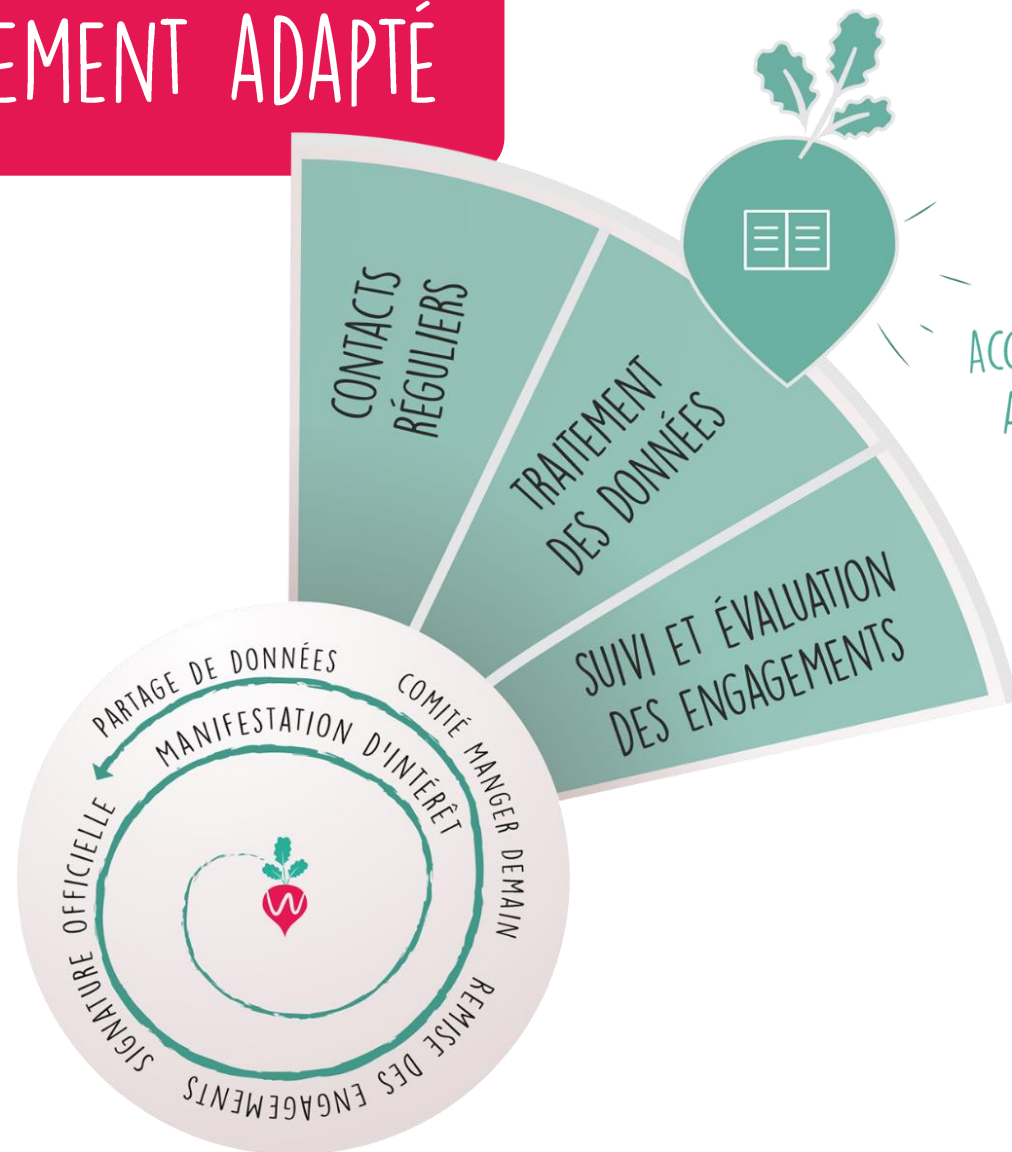 EMENT ADAPTÉ
CONTACTS
RÉGULIERS
TRAITEMENT
DES DONNÉES
SUIVI ET ÉVALUATION
DES ENGAGEMENTS
MANIFESTATION D'INTÉRÊT
COMITÉ MANGER DEMAIN
REMISE DES ENGAGEMENTS
SIGNATURE OFFICIELLE
PARTAGE DE DONNÉES